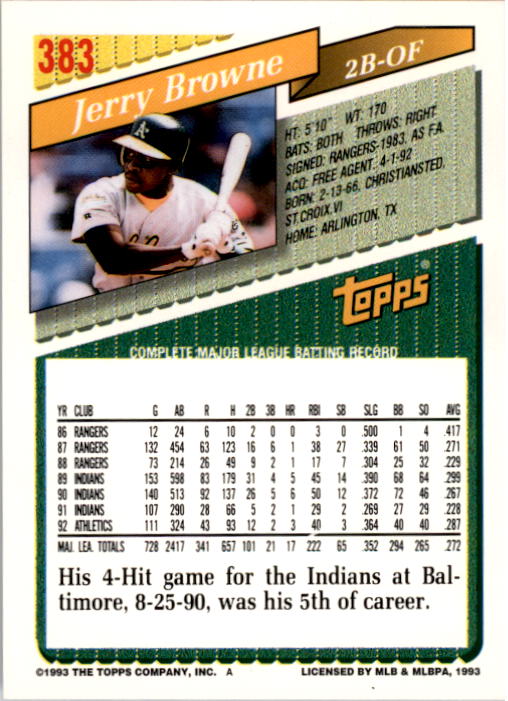 383
Jerry Browne
2B-OF
HT: 5'10" WT: 170
BATS: BOTH THROWS: RIGHT
SIGNED: RANGERS-1983, AS F.A.
ACQ: FREE AGENT, 4-1-92
BORN: 2-13-66, CHRISTIANSTED,
ST.CROIX,VI
HOME: ARLINGTON, TX
A's
topps®
COMPLETE MAJOR LEAGUE BATTING RECORD
YR CLUB G AB R H 2B 3B HR RBI SB SLG BB SO AVG
86 RANGERS 12 24 6 10 2 0 0 3 0 .500 1 4 .417
87 RANGERS 132 454 63 123 16 6 1 38 27 .339 61 50 .271
88 RANGERS 73 214 26 49 9 2 1 17 7 .304 25 32 .229
89 INDIANS 153 598 83 179 31 4 5 45 14 .390 68 64 .299
90 INDIANS 140 513 92 137 26 5 6 50 12 .372 72 46 .267
91 INDIANS 107 290 28 66 5 2 1 29 2 .269 27 29 .228
92 ATHLETICS 111 324 43 93 12 2 3 40 3 .364 40 40 .287
MAJ. LEA. TOTALS 728 2417 341 657 101 21 17 222 65 .352 294 265 .272
His 4-Hit game for the Indians at Bal-
timore, 8-25-90, was his 5th of career.
©1993 THE TOPPS COMPANY, INC. A
LICENSED BY MLB & MLBPA, 1993